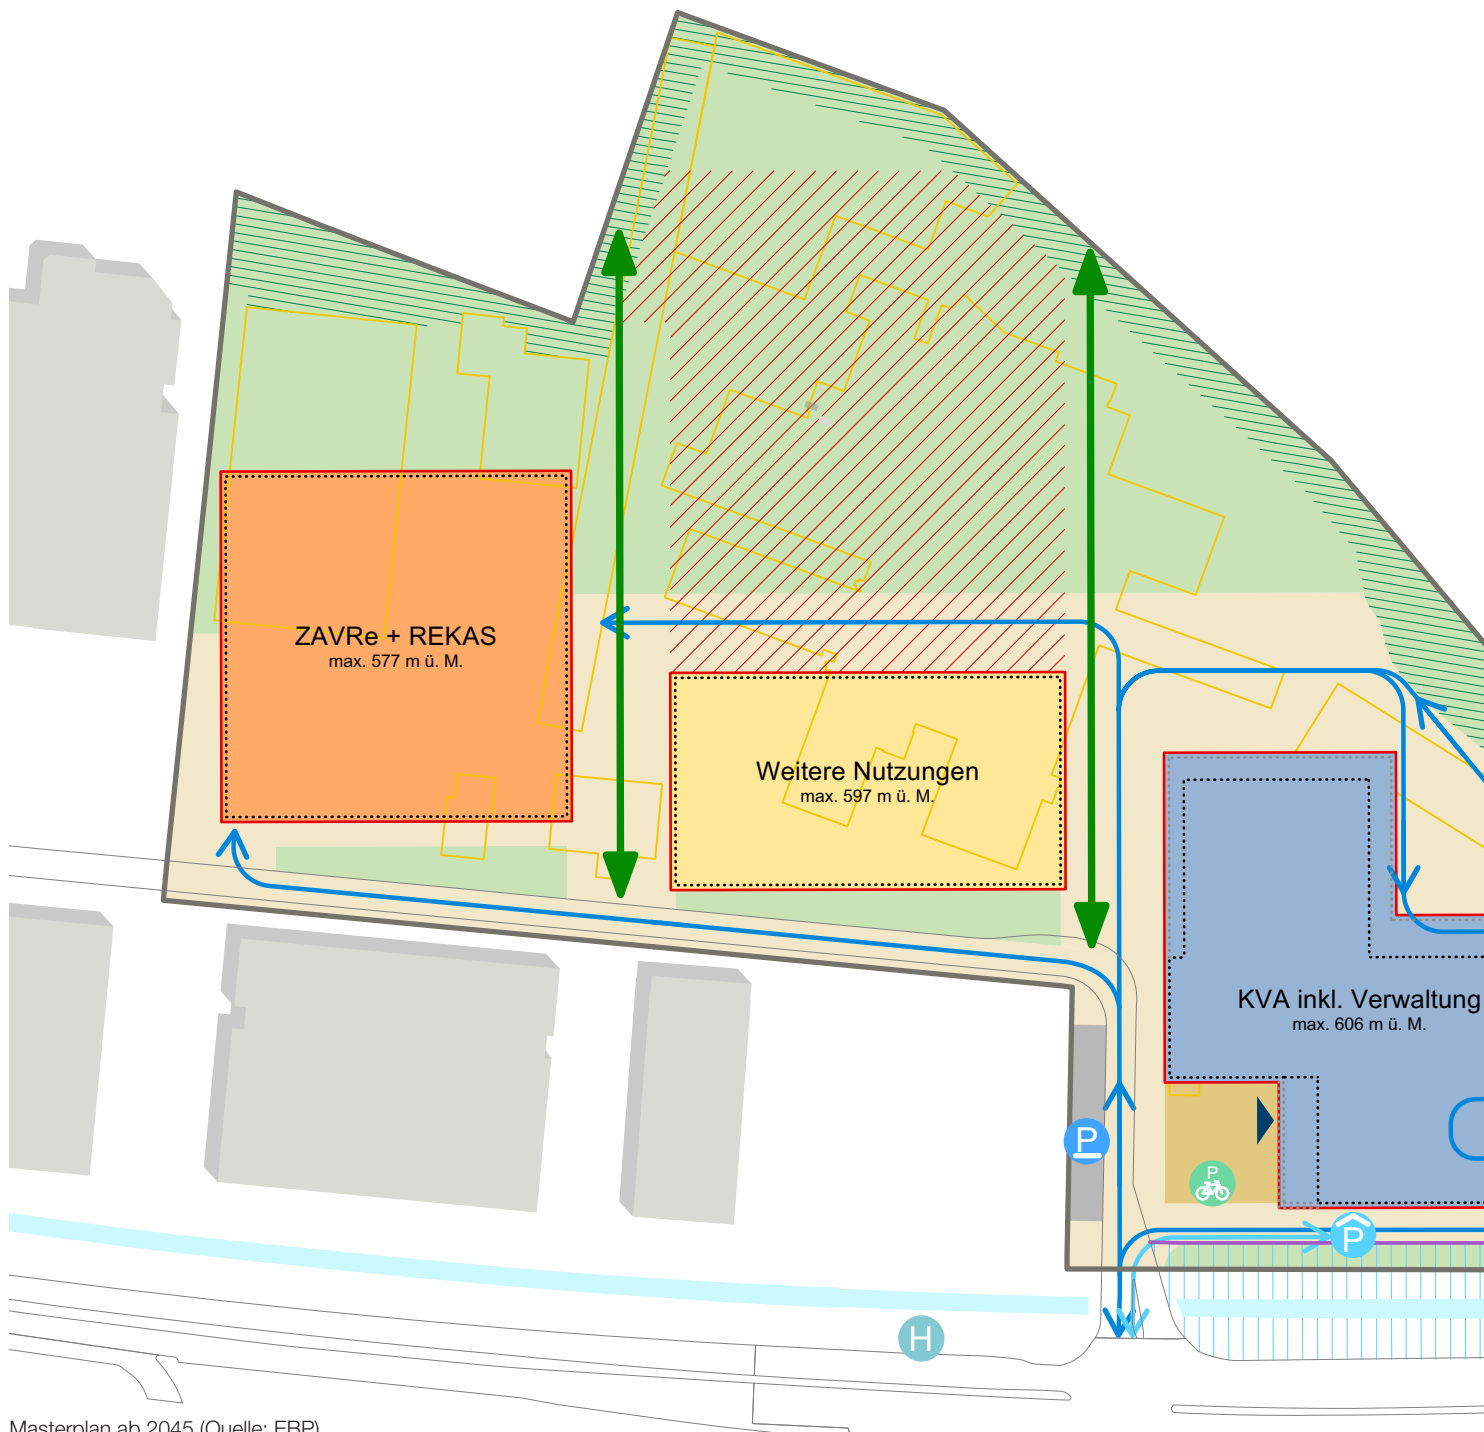 ZAVRe + REKAS
max. 577 m ü. M.
Weitere Nutzungen
max. 597 m ü. M.
KVA inkl. Verwaltung
max. 606 m ü. M.
P
P
P
H
Masterplan ab 2045 (Quelle: EBP)